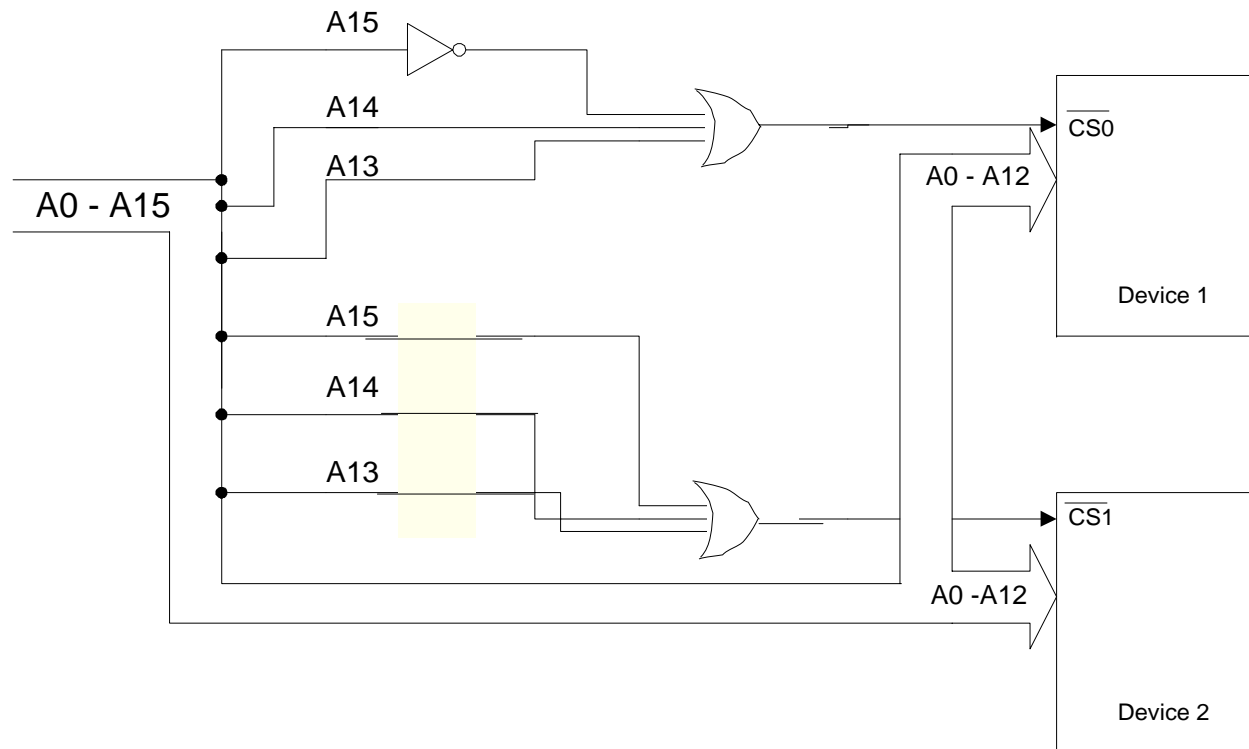 A15
A14
A13
A0 - A15
A15
A14
A13
CS0
A0 - A12
Device 1
CS1
A0 -A12
Device 2